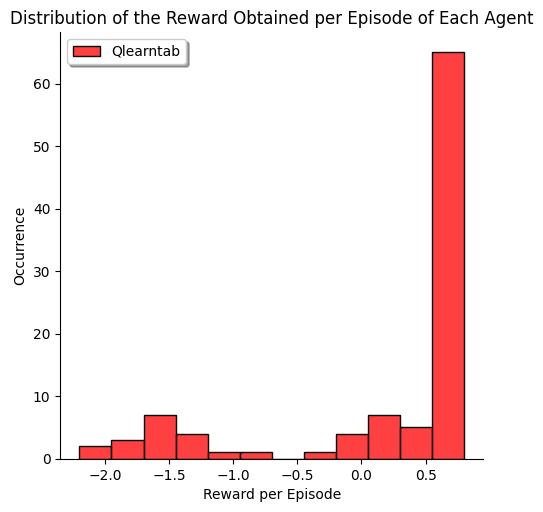 Distribution of the Reward Obtained per Episode of Each Agent
Qlearntab
60
50
40
30
20
10
0
Occurrence
−2.0 −1.5 −1.0 −0.5 0.0 0.5
Reward per Episode